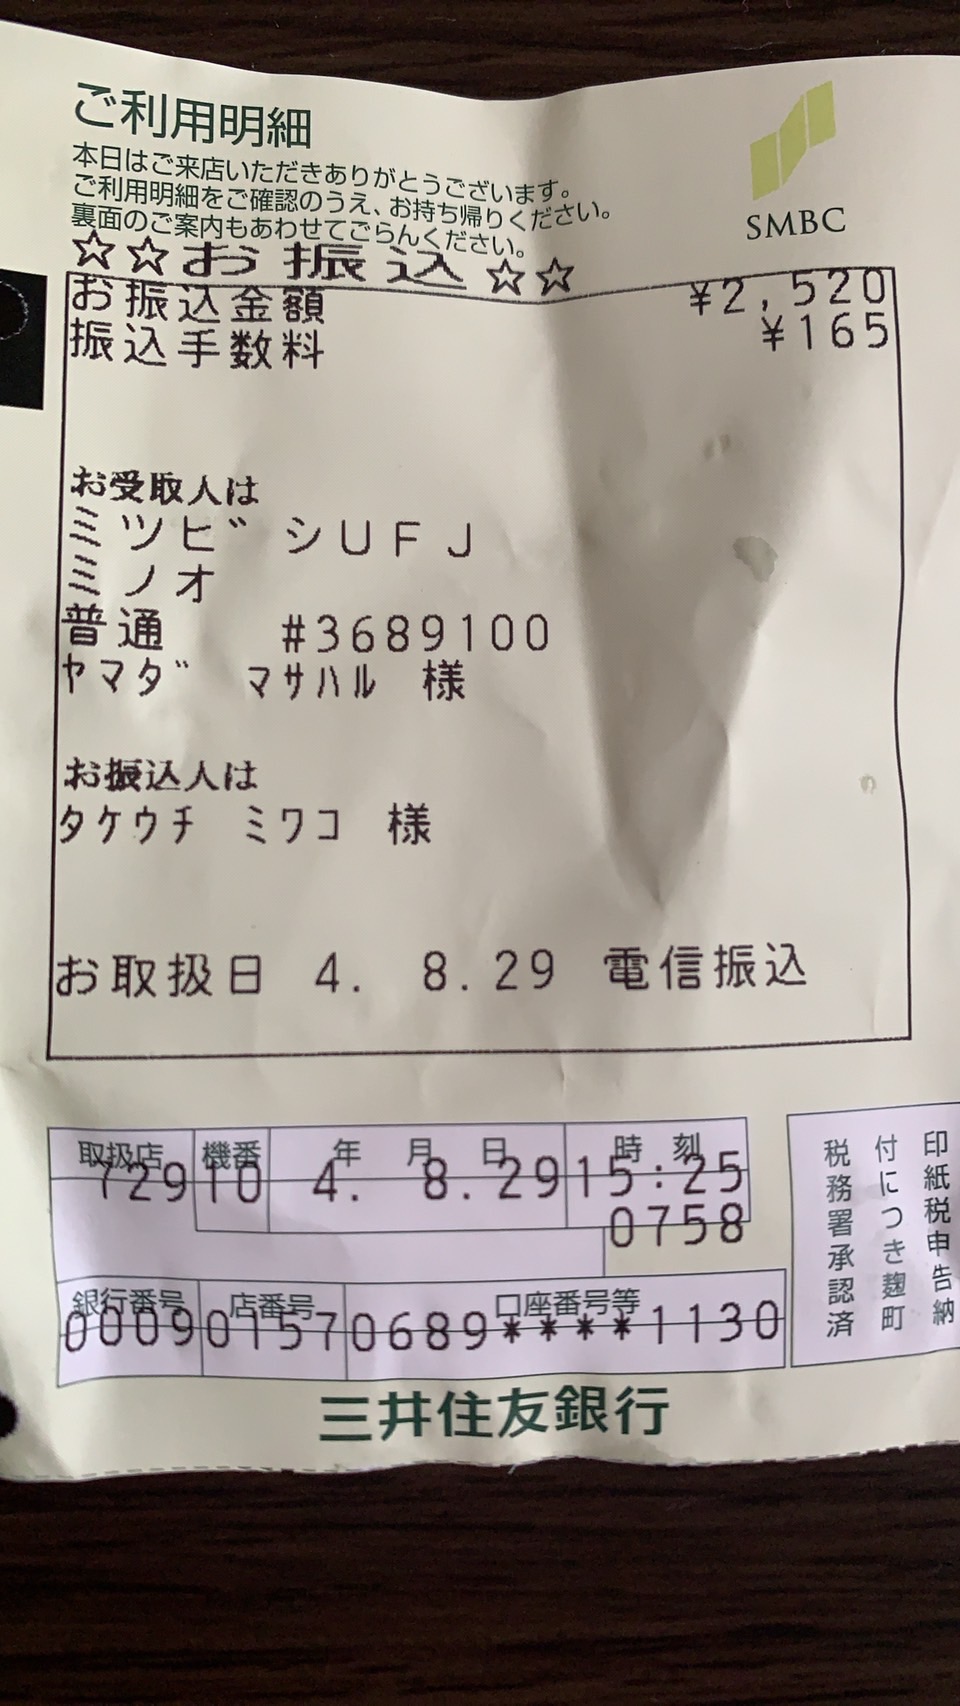 ご利用明細
本日はご来店いただきありがとうございます。
ご利用明細をご確認のうえ、お持ち帰りください。
裏面のご案内もあわせてごらんください。
SMBC
☆☆お振込☆☆
お振込金額 ¥2,520
振込手数料 ¥165
お受取人は
ミツビシUFJ
ミノオ
普通 #3689100
ヤマダ マサハル 様
お振込人は
タケウチ ミワコ 様
お取扱日 4. 8.29 電信振込
取扱店 機番 年 月 日 時刻
729 10 4. 8.29 15:25
0758
銀行番号 店番号 口座番号等
0009 0157 0689****1130
印紙税申告納
付につき麹町
税務署承認済
三井住友銀行